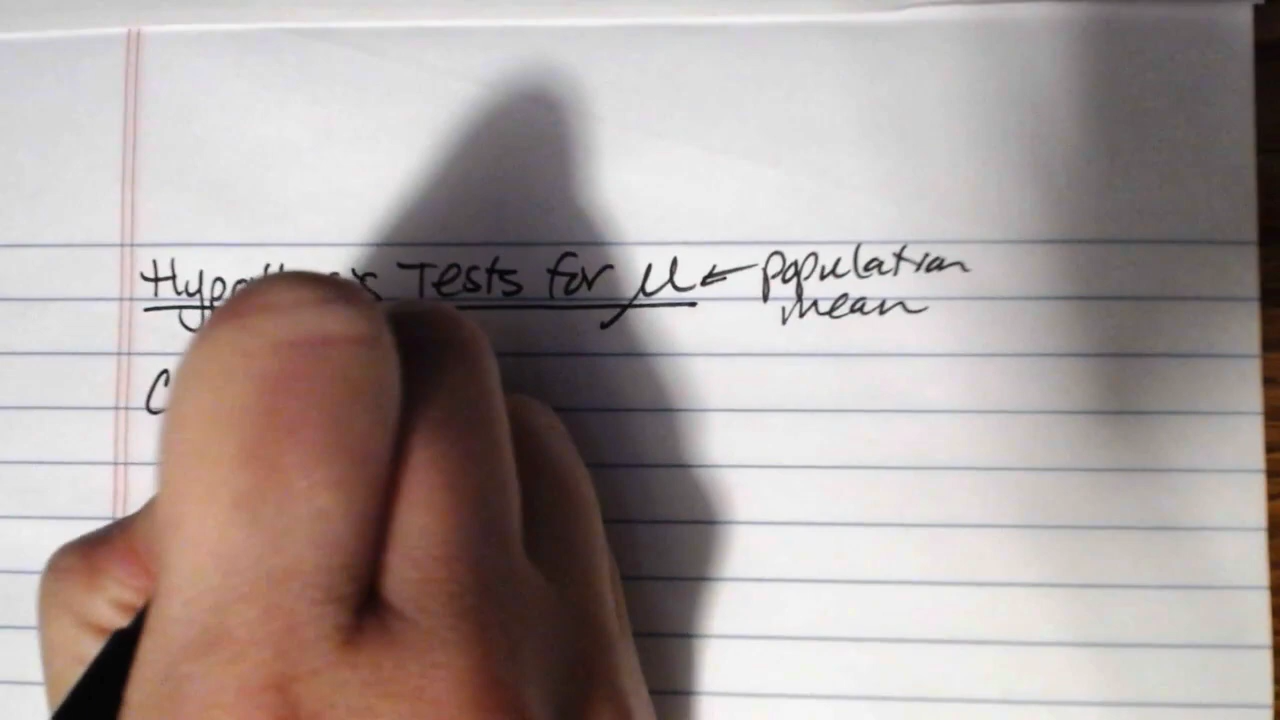 Tests for μ ← population
mean